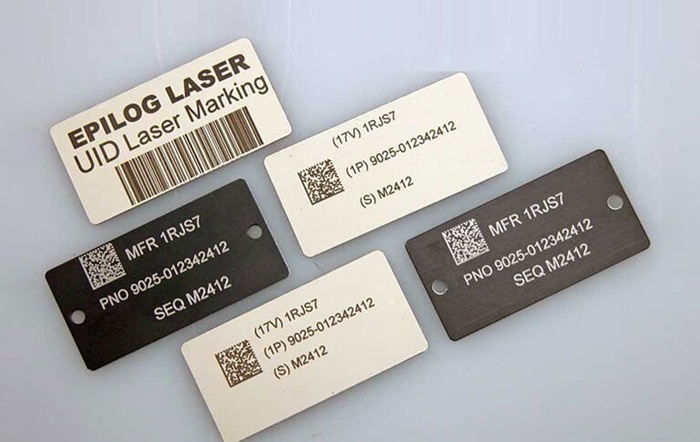 EPILOG LASER
UID Laser Marking
(17V) 1RJS7
(1P) 9025-012342412
(S) M2412
MFR 1RJS7
PNO 9025-012342412
SEQ M2412
MFR 1RJS7
PNO 9025-012342412
SEQ M2412
(17V) 1RJS7
(1P) 9025-012342412
(S) M2412